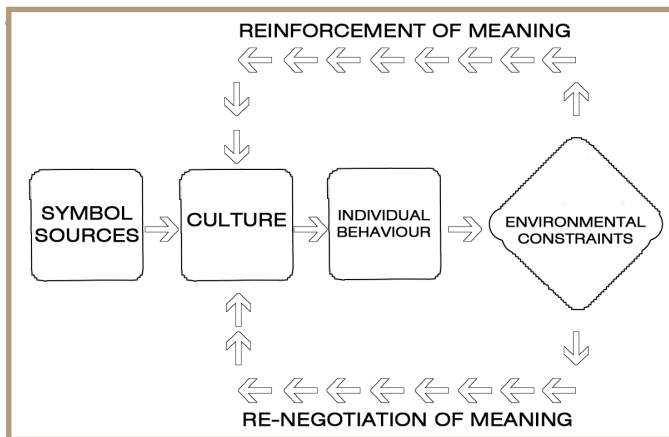 REINFORCEMENT OF MEANING
SYMBOL
SOURCES
CULTURE
INDIVIDUAL
BEHAVIOUR
ENVIRONMENTAL
CONSTRAINTS
RE-NEGOTIATION OF MEANING